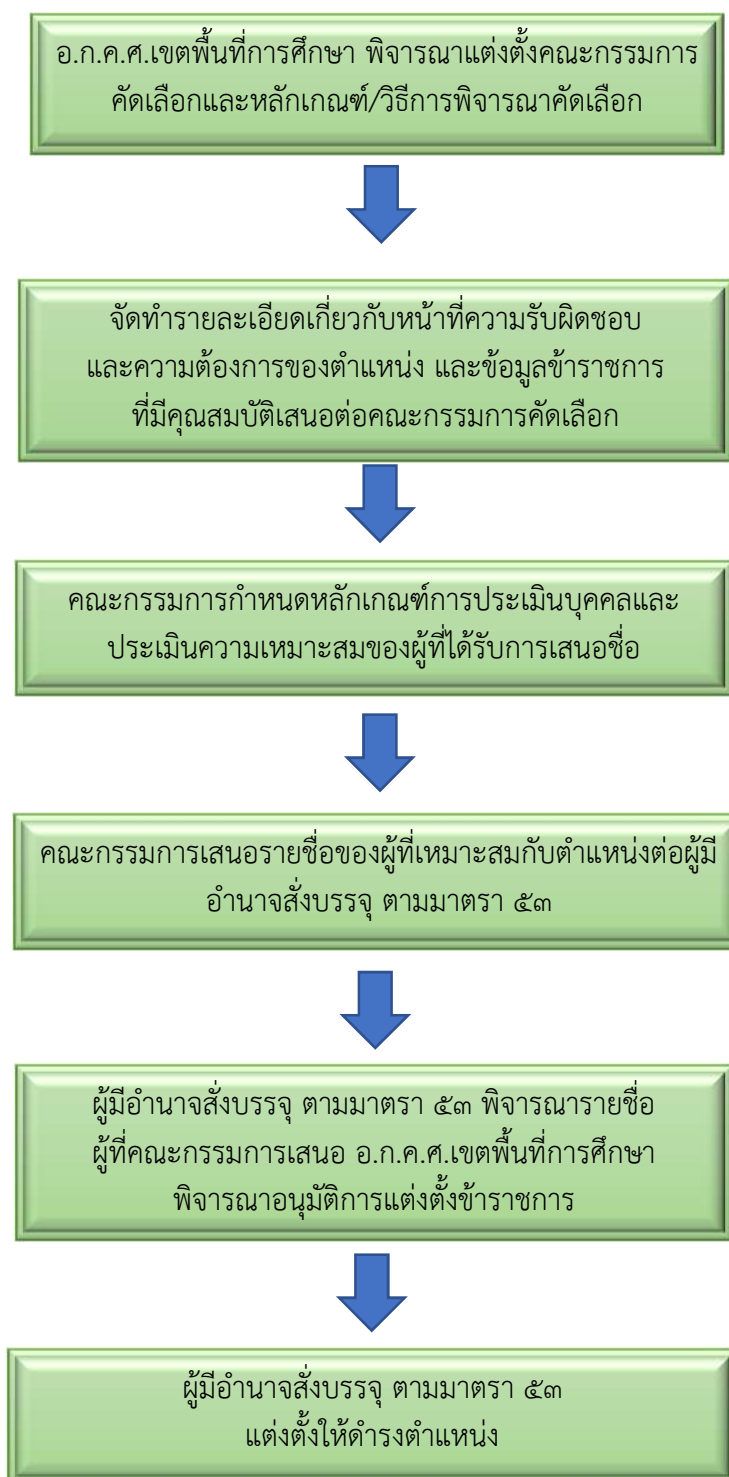 อ.ก.ค.ศ.เขตพื้นที่การศึกษา พิจารณาแต่งตั้งคณะกรรมการ
คัดเลือกและหลักเกณฑ์/วิธีการพิจารณาคัดเลือก
จัดทำรายละเอียดเกี่ยวกับหน้าที่ความรับผิดชอบ
และความต้องการของตำแหน่ง และข้อมูลข้าราชการ
ที่มีคุณสมบัติเสนอต่อคณะกรรมการคัดเลือก
คณะกรรมการกำหนดหลักเกณฑ์การประเมินบุคคลและ
ประเมินความเหมาะสมของผู้ที่ได้รับการเสนอชื่อ
คณะกรรมการเสนอรายชื่อของผู้ที่เหมาะสมกับตำแหน่งต่อผู้มี
อำนาจสั่งบรรจุ ตามมาตรา ๕๓
ผู้มีอำนาจสั่งบรรจุ ตามมาตรา ๕๓ พิจารณารายชื่อ
ผู้ที่คณะกรรมการเสนอ อ.ก.ค.ศ.เขตพื้นที่การศึกษา
พิจารณาอนุมัติการแต่งตั้งข้าราชการ
ผู้มีอำนาจสั่งบรรจุ ตามมาตรา ๕๓
แต่งตั้งให้ดำรงตำแหน่ง